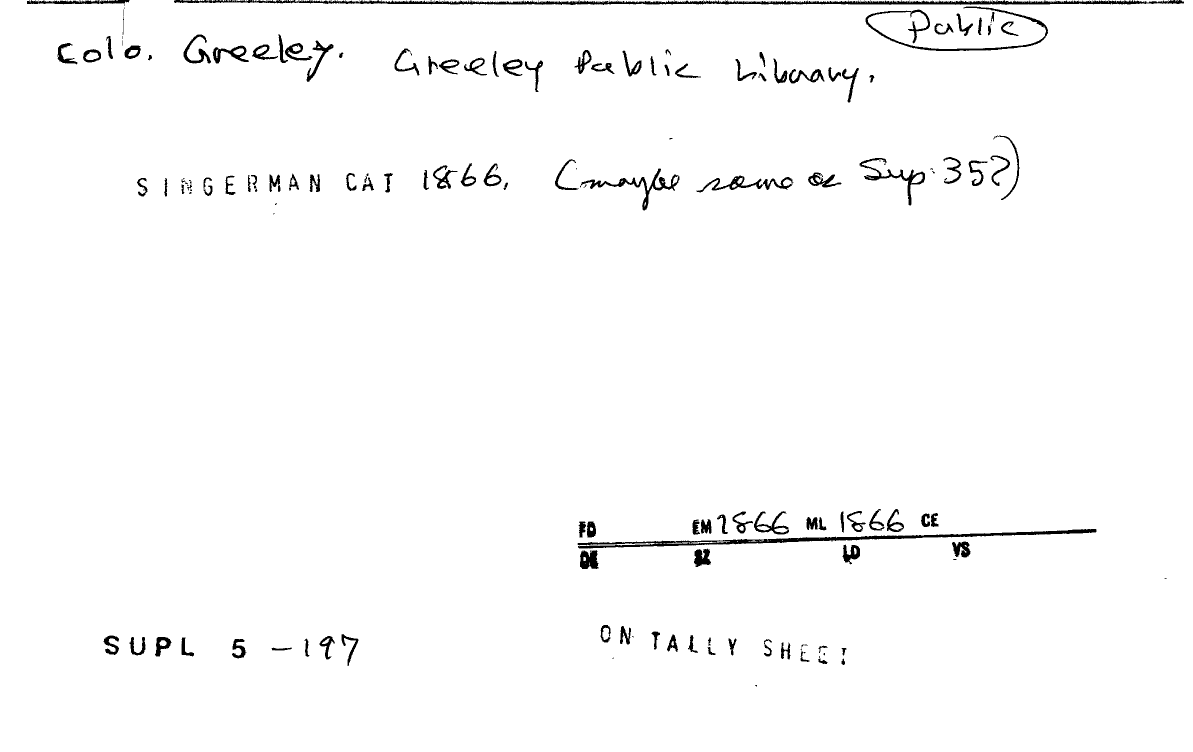 Public
Colo. Greeley. Greeley Public Library.
SINGERMAN CAT 1866. (maybe same as Sup. 35?)
FD EM 1866 ML 1866 CE
DE SZ LD VS
SUPL 5 -197
ON TALLY SHEET